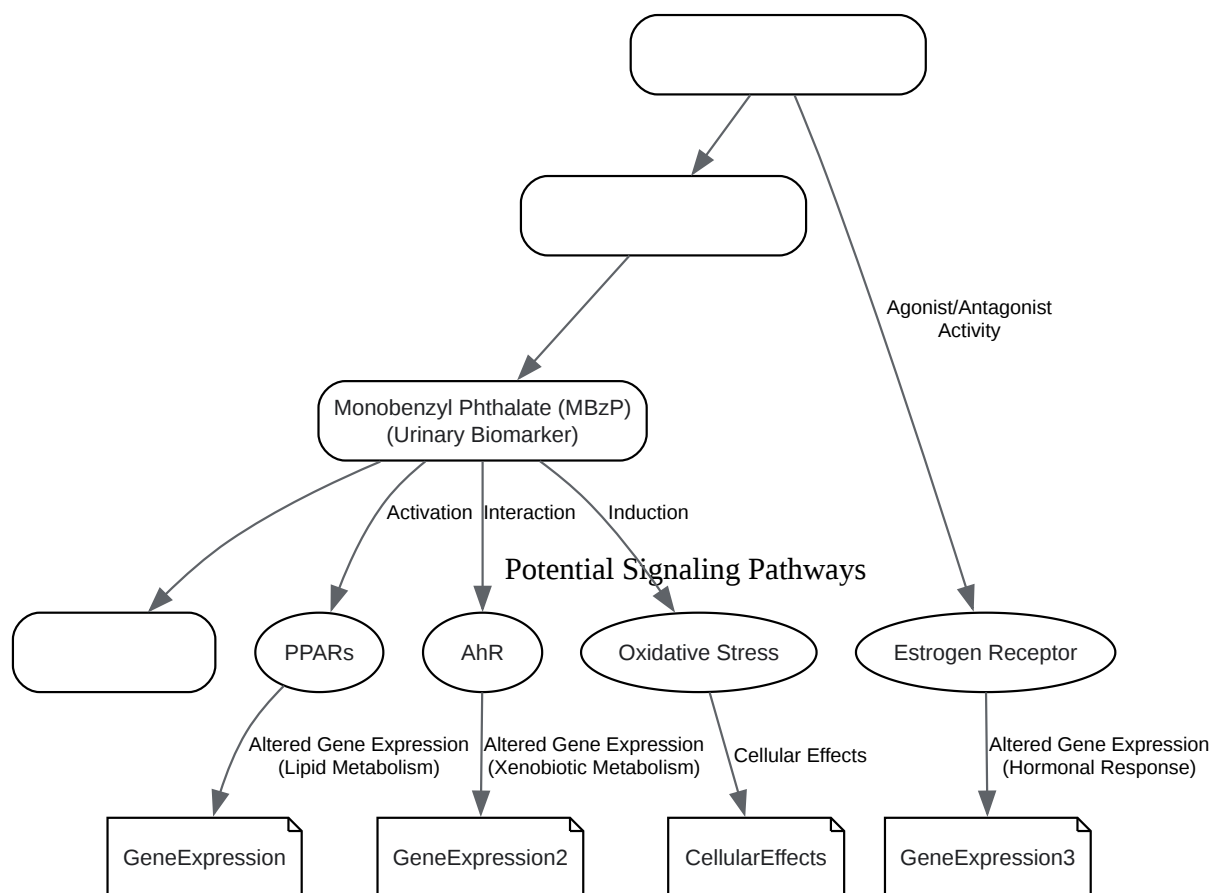 Agonist/Antagonist
Activity
Monobenzyl Phthalate (MBzP)
(Urinary Biomarker)
Activation
Interaction
Induction
Potential Signaling Pathways
PPARs
AhR
Oxidative Stress
Estrogen Receptor
Altered Gene Expression
(Lipid Metabolism)
Altered Gene Expression
(Xenobiotic Metabolism)
Cellular Effects
Altered Gene Expression
(Hormonal Response)
GeneExpression
GeneExpression2
CellularEffects
GeneExpression3